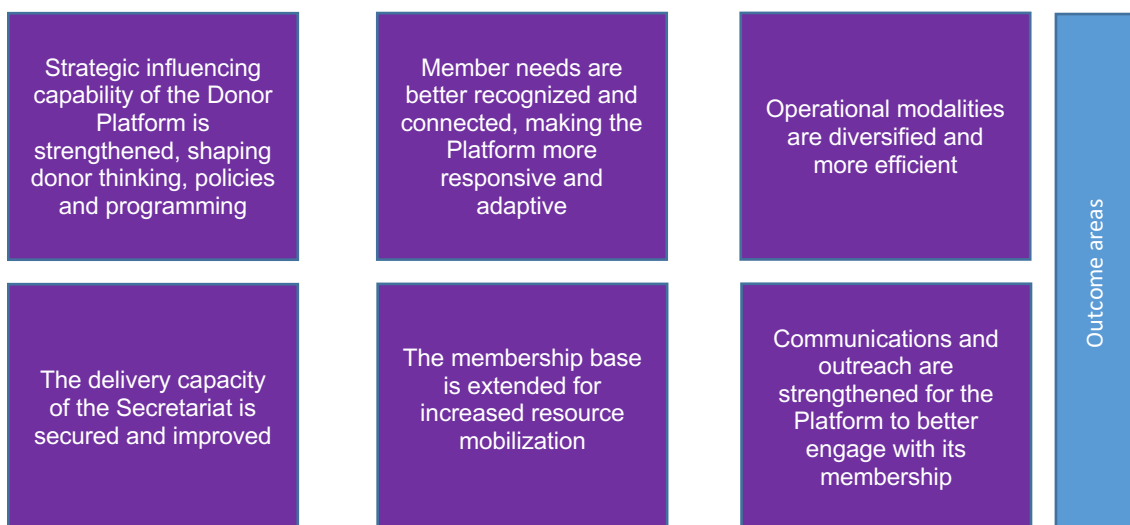 Strategic influencing
capability of the Donor
Platform is
strengthened, shaping
donor thinking, policies
and programming
Member needs are
better recognized and
connected, making the
Platform more
responsive and
adaptive
Operational modalities
are diversified and
more efficient
The delivery capacity
of the Secretariat is
secured and improved
The membership base
is extended for
increased resource
mobilization
Communications and
outreach are
strengthened for the
Platform to better
engage with its
membership
Outcome areas